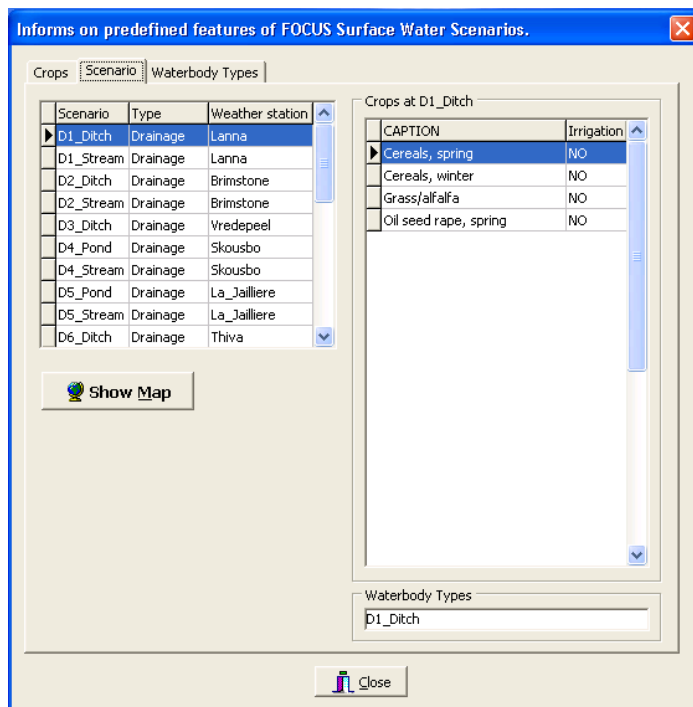 Informs on predefined features of FOCUS Surface Water Scenarios.
Crops Scenario Waterbody Types
Scenario Type Weather station
D1_Ditch Drainage Lanna
D1_Stream Drainage Lanna
D2_Ditch Drainage Brimstone
D2_Stream Drainage Brimstone
D3_Ditch Drainage Vredepeel
D4_Pond Drainage Skousbo
D4_Stream Drainage Skousbo
D5_Pond Drainage La_Jailliere
D5_Stream Drainage La_Jailliere
D6_Ditch Drainage Thiva
Show Map
Crops at D1_Ditch
CAPTION Irrigation
Cereals, spring NO
Cereals, winter NO
Grass/alfalfa NO
Oil seed rape, spring NO
Waterbody Types
D1_Ditch
Close